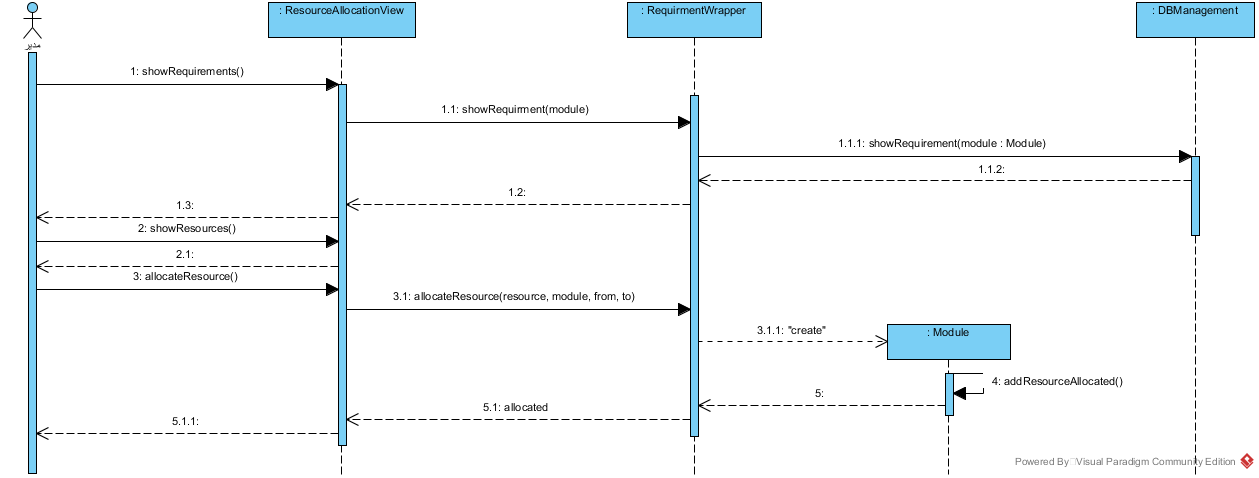 : ResourceAllocationView
: RequirmentWrapper
: DBManagement
مدیر
1: showRequirements()
1.1: showRequirment(module)
1.1.1: showRequirement(module : Module)
1.1.2:
1.2:
1.3:
2: showResources()
2.1:
3: allocateResource()
3.1: allocateResource(resource, module, from, to)
3.1.1: "create"
: Module
4: addResourceAllocated()
5:
5.1: allocated
5.1.1:
Powered By Visual Paradigm Community Edition